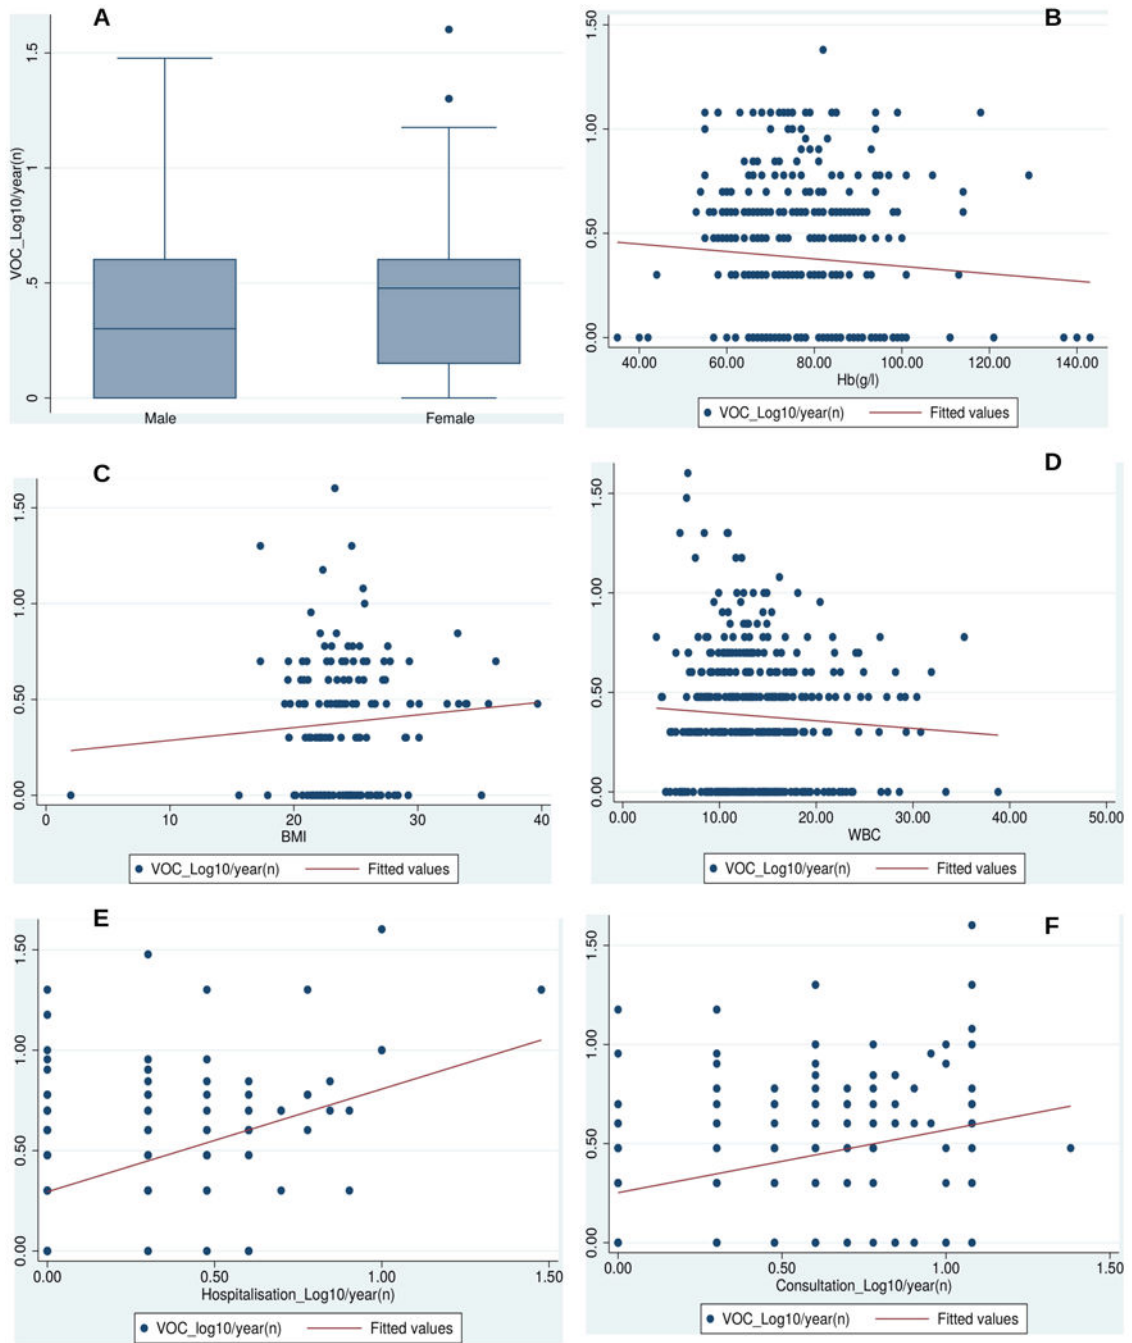 A
VOC_Log10/year(n)
1.5
1
.5
0
Male Female
B
1.50
1.00
0.50
0.00
40.00 60.00 80.00 100.00 120.00 140.00
Hb(g/l)
VOC_Log10/year(n) Fitted values
C
1.50
1.00
0.50
0.00
0 10 20 30 40
BMI
VOC_Log10/year(n) Fitted values
D
1.50
1.00
0.50
0.00
0.00 10.00 20.00 30.00 40.00 50.00
WBC
VOC_Log10/year(n) Fitted values
E
1.50
1.00
0.50
0.00
0.00 0.50 1.00 1.50
Hospitalisation_Log10/year(n)
VOC_log10/year(n) Fitted values
F
1.50
1.00
0.50
0.00
0.00 0.50 1.00 1.50
Consultation_Log10/year(n)
VOC_Log10/year(n) Fitted values